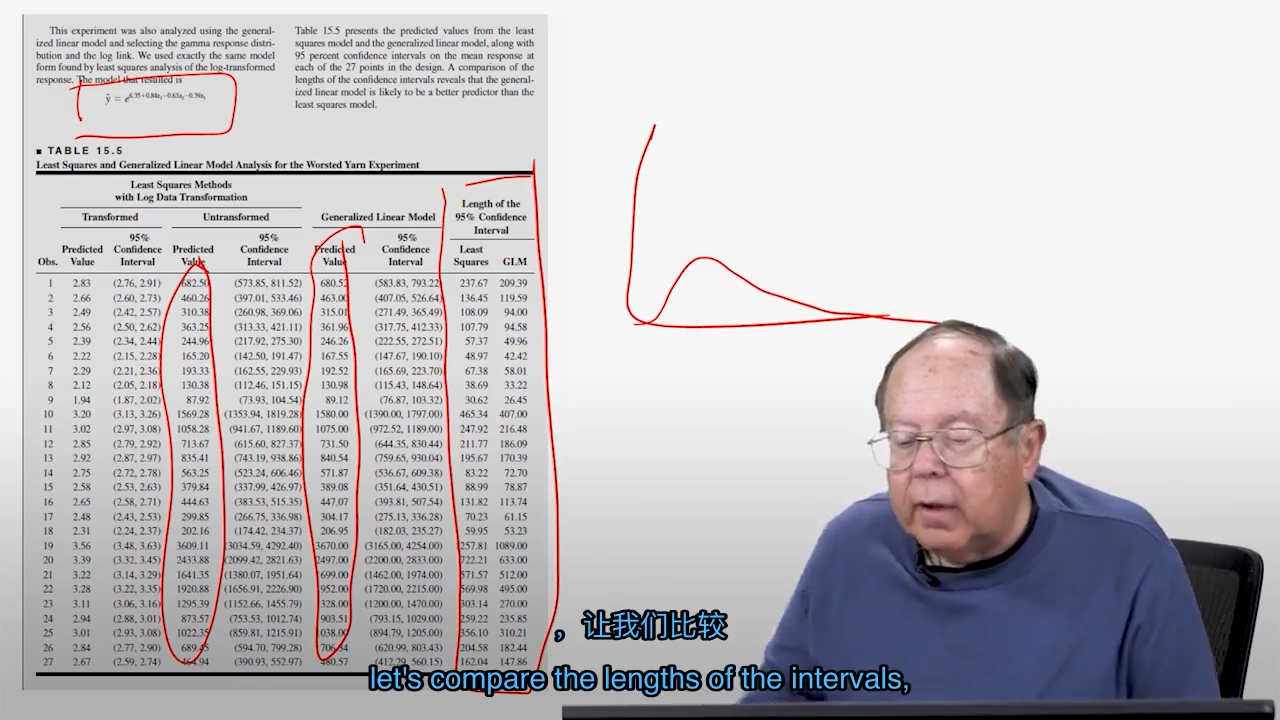 This experiment was also analyzed using the general-
ized linear model and selecting the gamma response distri-
bution and the log link. We used exactly the same model
form found by least squares analysis of the log-transformed
response. The model that resulted is
Table 15.5 presents the predicted values from the least
squares model and the generalized linear model, along with
95 percent confidence intervals on the mean response at
each of the 27 points in the design. A comparison of the
lengths of the confidence intervals reveals that the general-
ized linear model is likely to be a better predictor than the
least squares model.
■ TABLE 15.5
Least Squares and Generalized Linear Model Analysis for the Worsted Yarn Experiment
Least Squares Methods
with Log Data Transformation
Transformed Untransformed Generalized Linear Model
Length of the
95% Confidence
Interval
Obs. Predicted Value 95% Confidence Interval Predicted Value 95% Confidence Interval Predicted Value 95% Confidence Interval Least Squares GLM
1 2.83 (2.76, 2.91) 682.50 (573.85, 811.52) 680.52 (583.83, 793.22) 237.67 209.39
2 2.66 (2.60, 2.73) 460.26 (397.01, 533.46) 463.00 (407.05, 526.64) 136.45 119.59
3 2.49 (2.42, 2.57) 310.38 (260.98, 369.06) 315.01 (271.49, 365.49) 108.09 94.00
4 2.56 (2.50, 2.62) 363.25 (313.33, 421.11) 361.96 (317.75, 412.33) 107.79 94.58
5 2.39 (2.34, 2.44) 244.96 (217.92, 275.30) 246.26 (222.55, 272.51) 57.37 49.96
6 2.22 (2.15, 2.28) 165.20 (142.50, 191.47) 167.55 (147.67, 190.10) 48.97 42.42
7 2.29 (2.21, 2.36) 193.33 (162.55, 229.93) 192.52 (165.69, 223.70) 67.38 58.01
8 2.12 (2.05, 2.18) 130.38 (112.46, 151.15) 130.98 (115.43, 148.64) 38.69 33.22
9 1.94 (1.87, 2.02) 87.92 (73.93, 104.54) 89.12 (76.87, 103.32) 30.62 26.45
10 3.20 (3.13, 3.26) 1569.28 (1353.94, 1819.28) 1580.00 (1390.00, 1797.00) 465.34 407.00
11 3.02 (2.97, 3.08) 1058.28 (941.67, 1189.60) 1075.00 (972.52, 1189.00) 247.92 216.48
12 2.85 (2.79, 2.92) 713.67 (615.60, 827.37) 731.50 (644.35, 830.44) 211.77 186.09
13 2.92 (2.87, 2.97) 835.41 (743.19, 938.86) 840.54 (759.65, 930.04) 195.67 170.39
14 2.75 (2.72, 2.78) 563.25 (523.24, 606.46) 571.87 (536.67, 609.38) 83.22 72.70
15 2.58 (2.53, 2.63) 379.84 (337.99, 426.97) 389.08 (351.64, 430.51) 88.99 78.87
16 2.65 (2.58, 2.71) 444.63 (383.53, 515.35) 447.07 (393.81, 507.54) 131.82 113.74
17 2.48 (2.43, 2.53) 299.85 (266.75, 336.98) 304.17 (275.13, 336.28) 70.23 61.15
18 2.31 (2.24, 2.37) 202.16 (174.42, 234.37) 206.95 (182.03, 235.27) 59.95 53.23
19 3.56 (3.48, 3.63) 3609.11 (3034.59, 4292.40) 3670.00 (3165.00, 4254.00) 257.81 1089.00
20 3.39 (3.32, 3.45) 2433.88 (2099.42, 2821.63) 2497.00 (2200.00, 2833.00) 722.21 633.00
21 3.22 (3.14, 3.29) 1641.35 (1380.07, 1951.64) 699.00 (1462.00, 1974.00) 571.57 512.00
22 3.28 (3.22, 3.35) 1920.88 (1656.91, 2226.90) 952.00 (1720.00, 2215.00) 569.98 495.00
23 3.11 (3.06, 3.16) 1295.39 (1152.66, 1455.79) 328.00 (1200.00, 1470.00) 303.14 270.00
24 2.94 (2.88, 3.01) 873.57 (753.53, 1012.74) 903.51 (793.15, 1029.00) 259.22 235.85
25 3.01 (2.93, 3.08) 1022.35 (859.81, 1215.91) 1038.00 (894.79, 1205.00) 356.10 310.21
26 2.84 (2.77, 2.90) 689.45 (594.70, 799.28) 706.34 (620.99, 803.43) 204.58 182.44
27 2.67 (2.59, 2.74) (390.93, 552.97) 480.57 (412.29, 560.15) 162.04 147.86
，让我们比较
let's compare the lengths of the intervals,